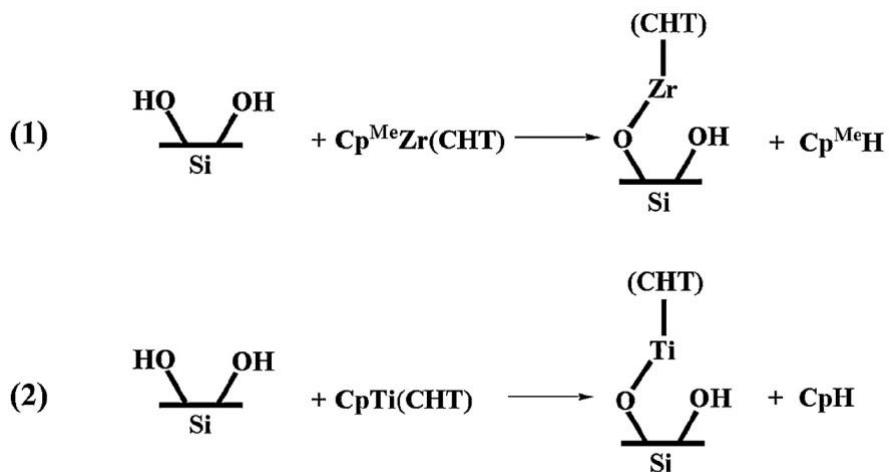 (CHT)
HO OH Zr
(1) + Cp^{Me}Zr(CHT) O OH + Cp^{Me}H
Si Si
(CHT)
HO OH Ti
(2) + CpTi(CHT) O OH + CpH
Si Si